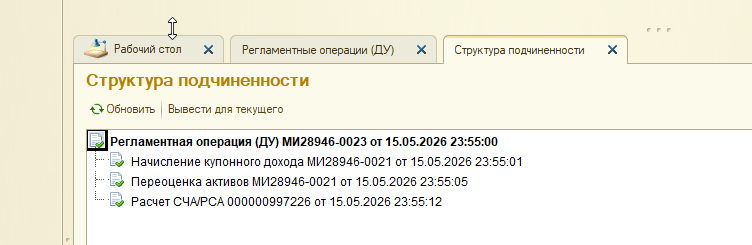 Рабочий стол Регламентные операции (ДУ) Структура подчиненности
Структура подчиненности
Обновить Вывести для текущего
Регламентная операция (ДУ) МИ28946-0023 от 15.05.2026 23:55:00
Начисление купонного дохода МИ28946-0021 от 15.05.2026 23:55:01
Переоценка активов МИ28946-0021 от 15.05.2026 23:55:05
Расчет СЧА/РСА 000000997226 от 15.05.2026 23:55:12